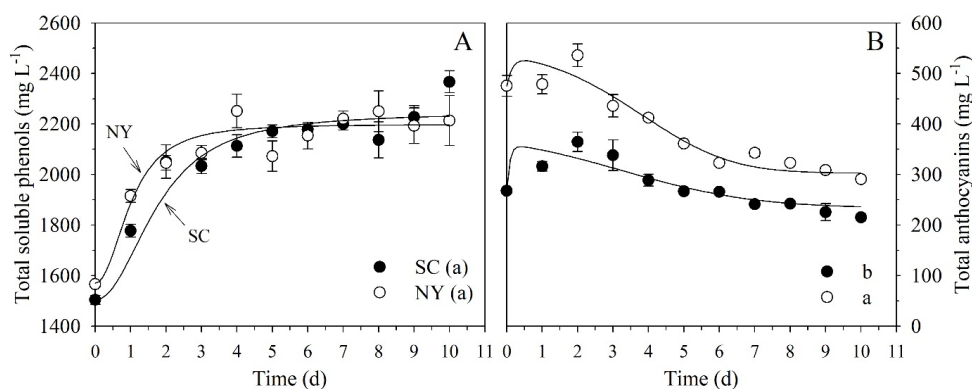 2600
2400
2200
2000
1800
1600
1400
Total soluble phenols (mg L-1)
A
NY
SC
SC (a)
NY (a)
0 1 2 3 4 5 6 7 8 9 10 11
Time (d)
B
b
a
0 1 2 3 4 5 6 7 8 9 10 11
Time (d)
600
500
400
300
200
100
0
Total anthocyanins (mg L-1)